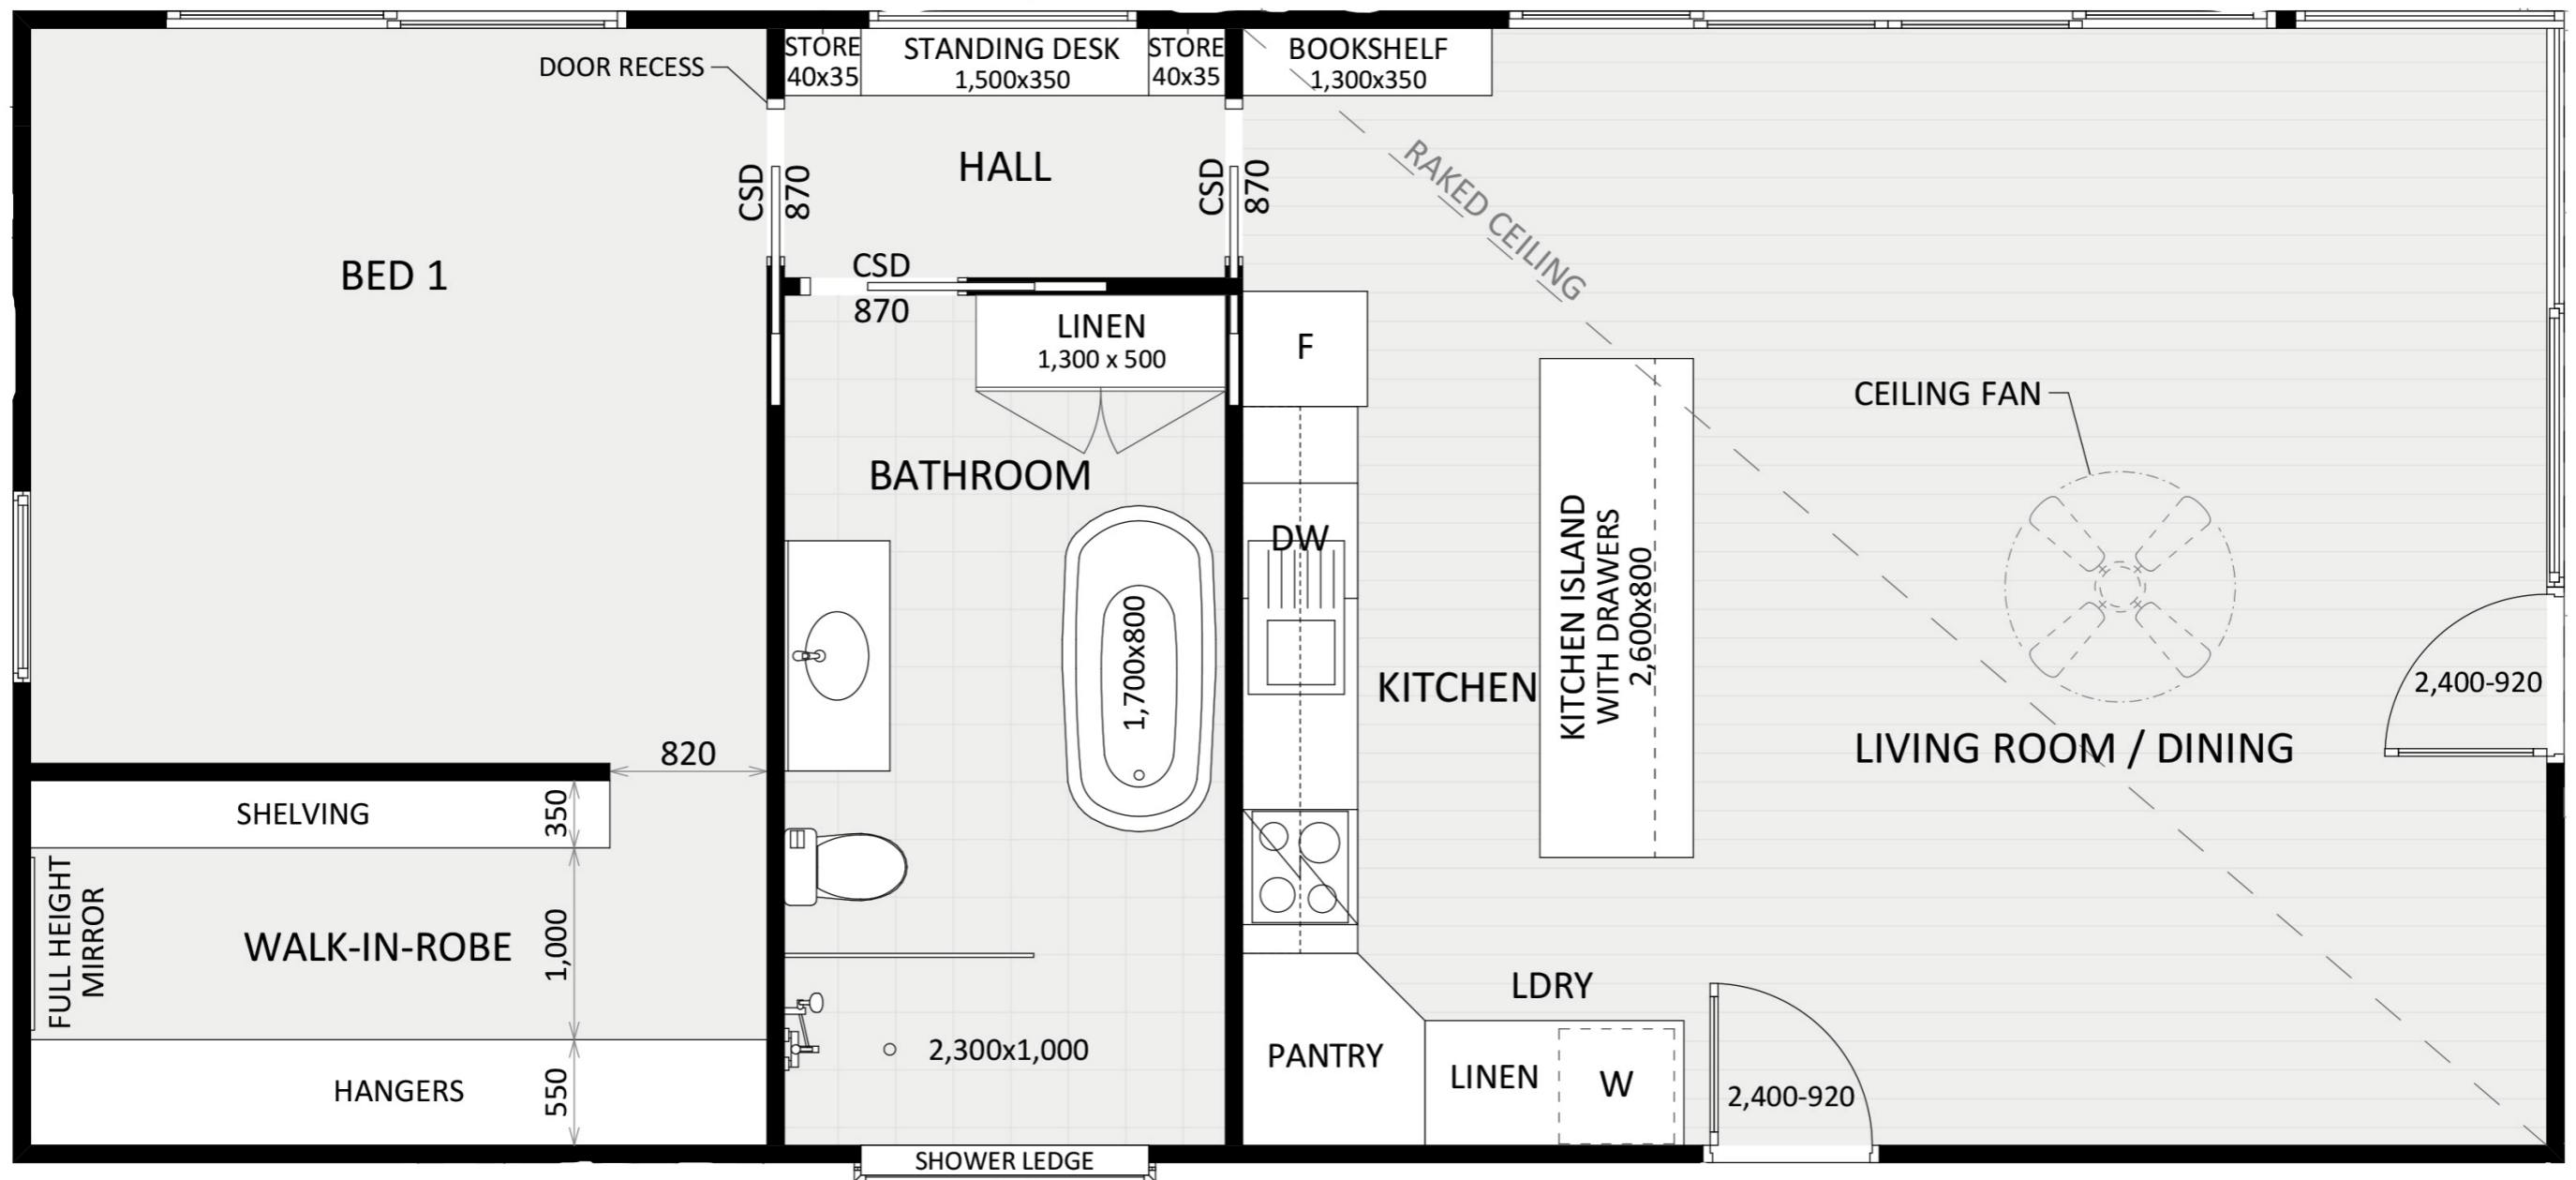 STORE
40x35
STANDING DESK
1,500x350
STORE
40x35
BOOKSHELF
1,300x350
DOOR RECESS
HALL
CSD
870
CSD
870
RAKED CEILING
BED 1
CSD
870
LINEN
1,300 x 500
F
CEILING FAN
BATHROOM
DW
KITCHEN ISLAND
WITH DRAWERS
2,600x800
1,700x800
KITCHEN
2,400-920
LIVING ROOM / DINING
820
SHELVING
350
FULL HEIGHT
MIRROR
WALK-IN-ROBE
1,000
LDRY
2,300x1,000
PANTRY
LINEN
W
2,400-920
HANGERS
550
SHOWER LEDGE